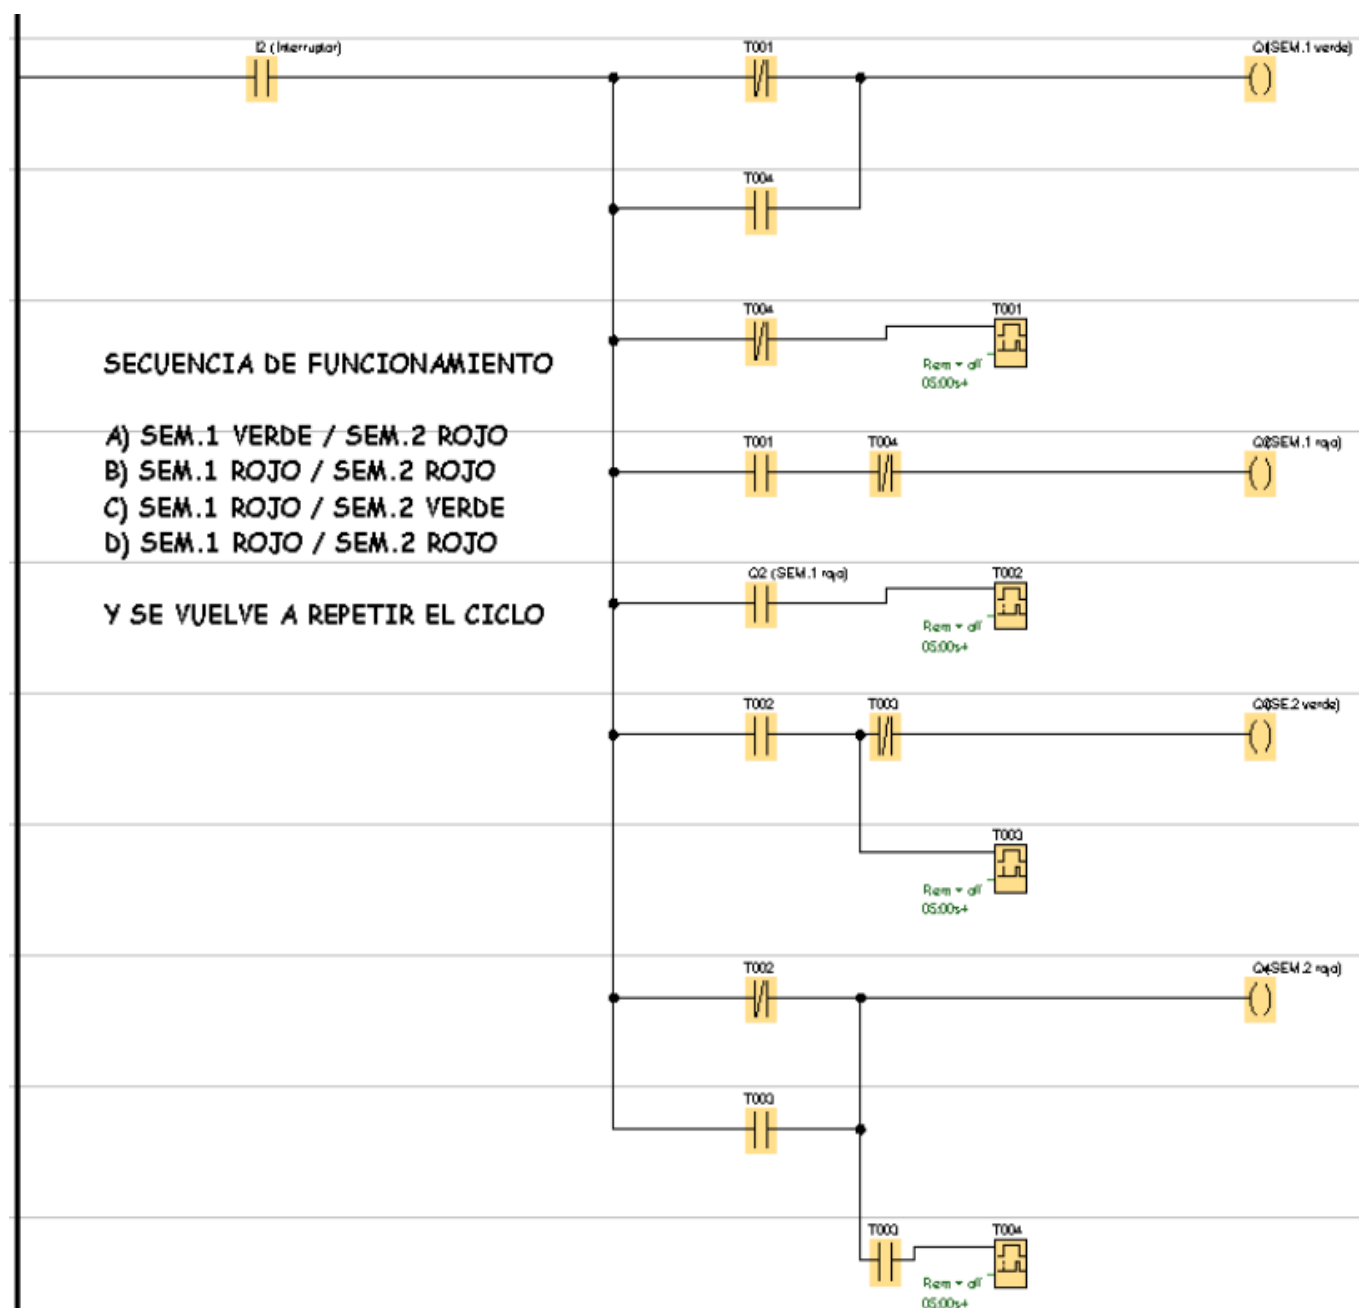 I2 (Interruptor)
T001
Q1(SEM.1 verde)
T004
T004
T001
Rem = off
05:00s+
SECUENCIA DE FUNCIONAMIENTO
A) SEM.1 VERDE / SEM.2 ROJO
B) SEM.1 ROJO / SEM.2 ROJO
C) SEM.1 ROJO / SEM.2 VERDE
D) SEM.1 ROJO / SEM.2 ROJO
Y SE VUELVE A REPETIR EL CICLO
T001
T004
Q2(SEM.1 rojo)
Q2 (SEM.1 rojo)
T002
Rem = off
05:00s+
T002
T003
Q3(SE.2 verde)
T003
Rem = off
05:00s+
T002
Q4(SEM.2 rojo)
T003
T003
T004
Rem = off
05:00s+